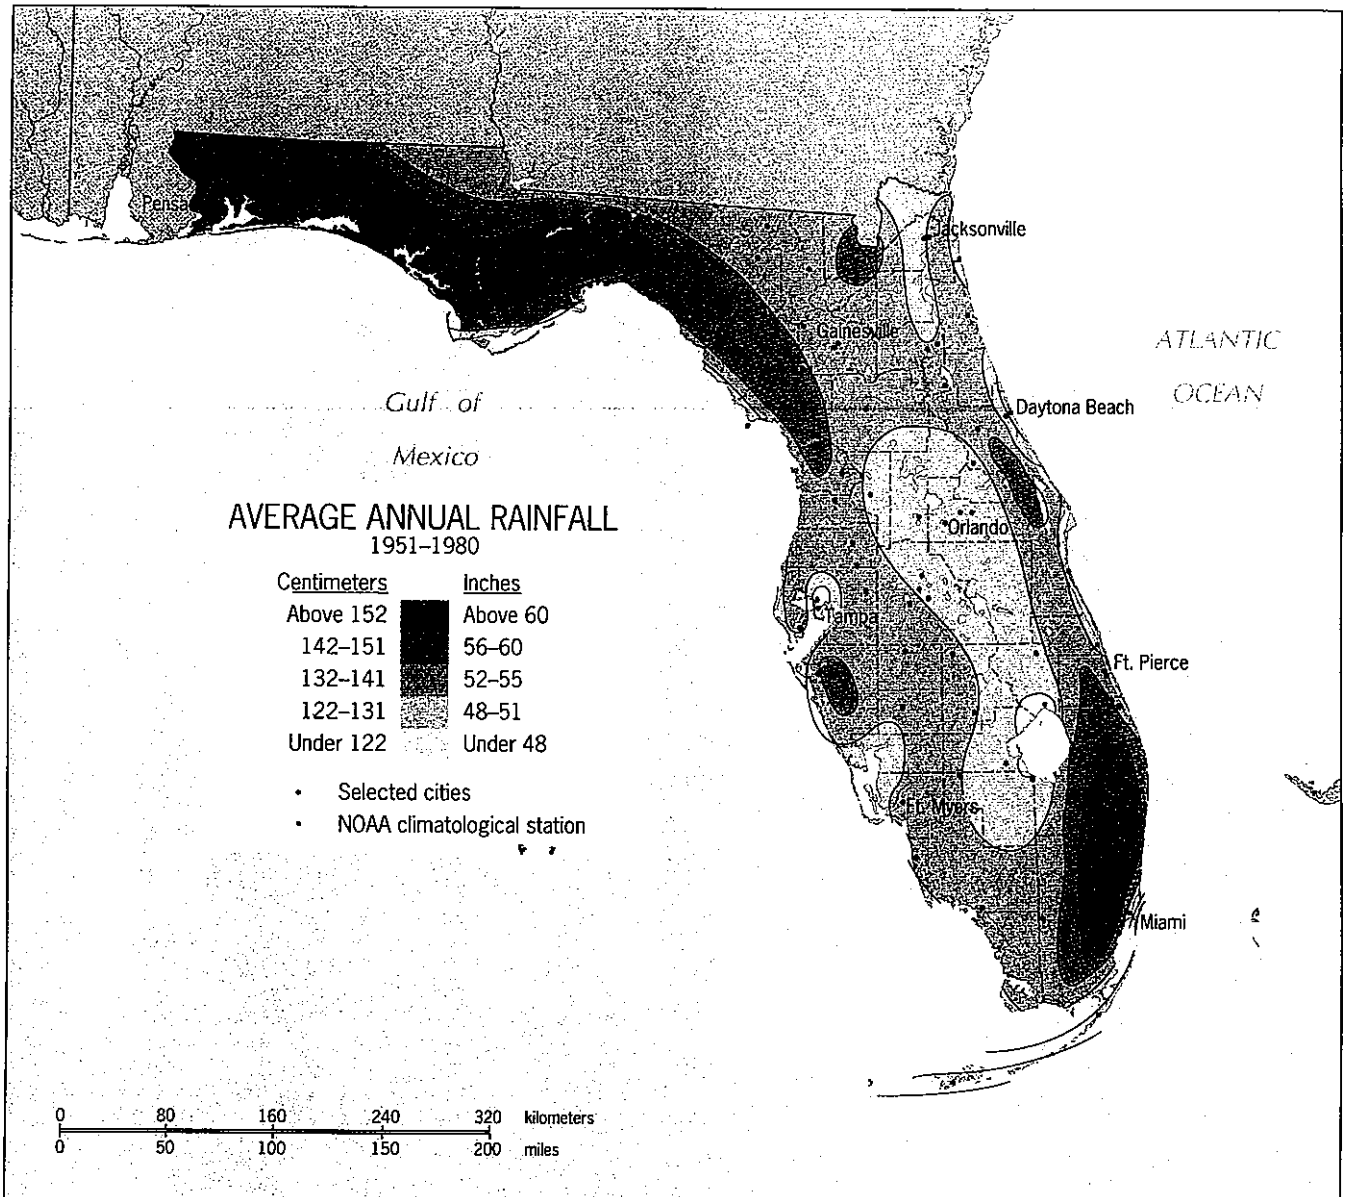 Pensa
Jacksonville
Gainesville
ATLANTIC
OCEAN
Gulf of
Mexico
Daytona Beach
AVERAGE ANNUAL RAINFALL
1951–1980
Orlando
Centimeters Inches
Above 152 Above 60
142–151 56–60
132–141 52–55
122–131 48–51
Under 122 Under 48
Tampa
Ft. Pierce
• Selected cities
• NOAA climatological station
Ft. Myers
Miami
0 80 160 240 320 kilometers
0 50 100 150 200 miles